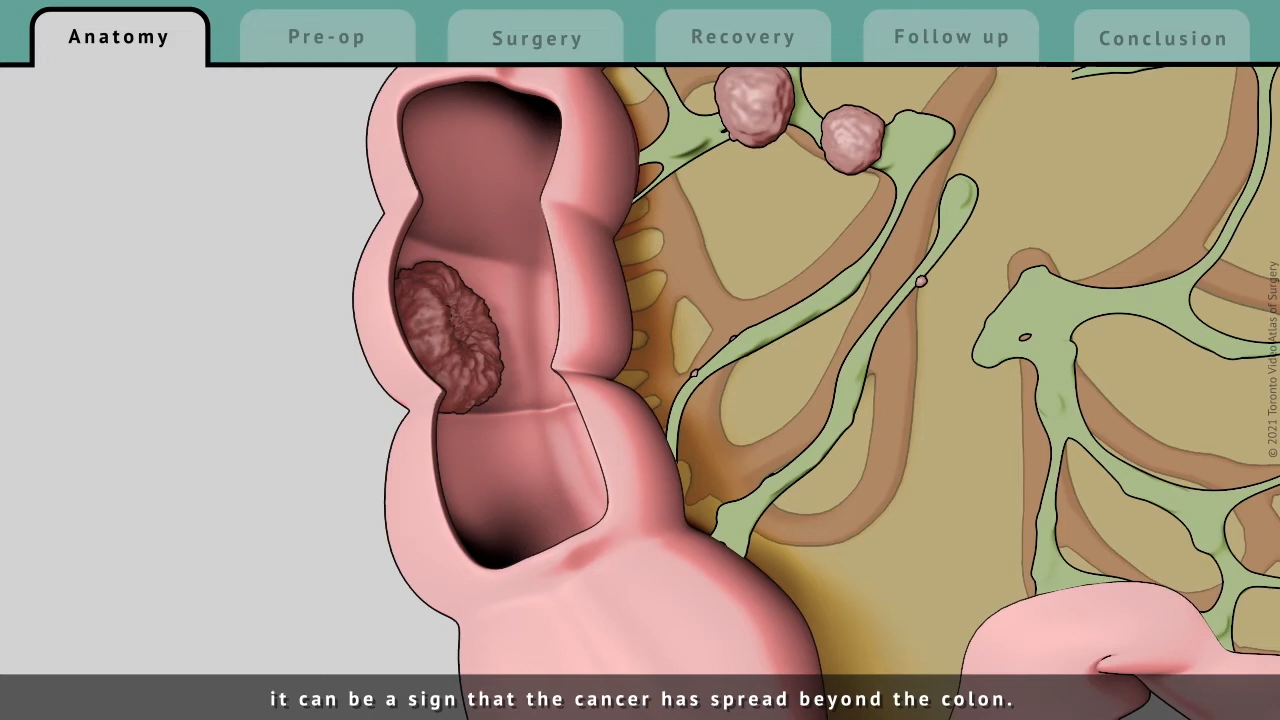 Anatomy
Pre-op
Surgery
Recovery
Follow up
Conclusion
© 2021 Toronto Video Atlas of Surgery
it can be a sign that the cancer has spread beyond the colon.